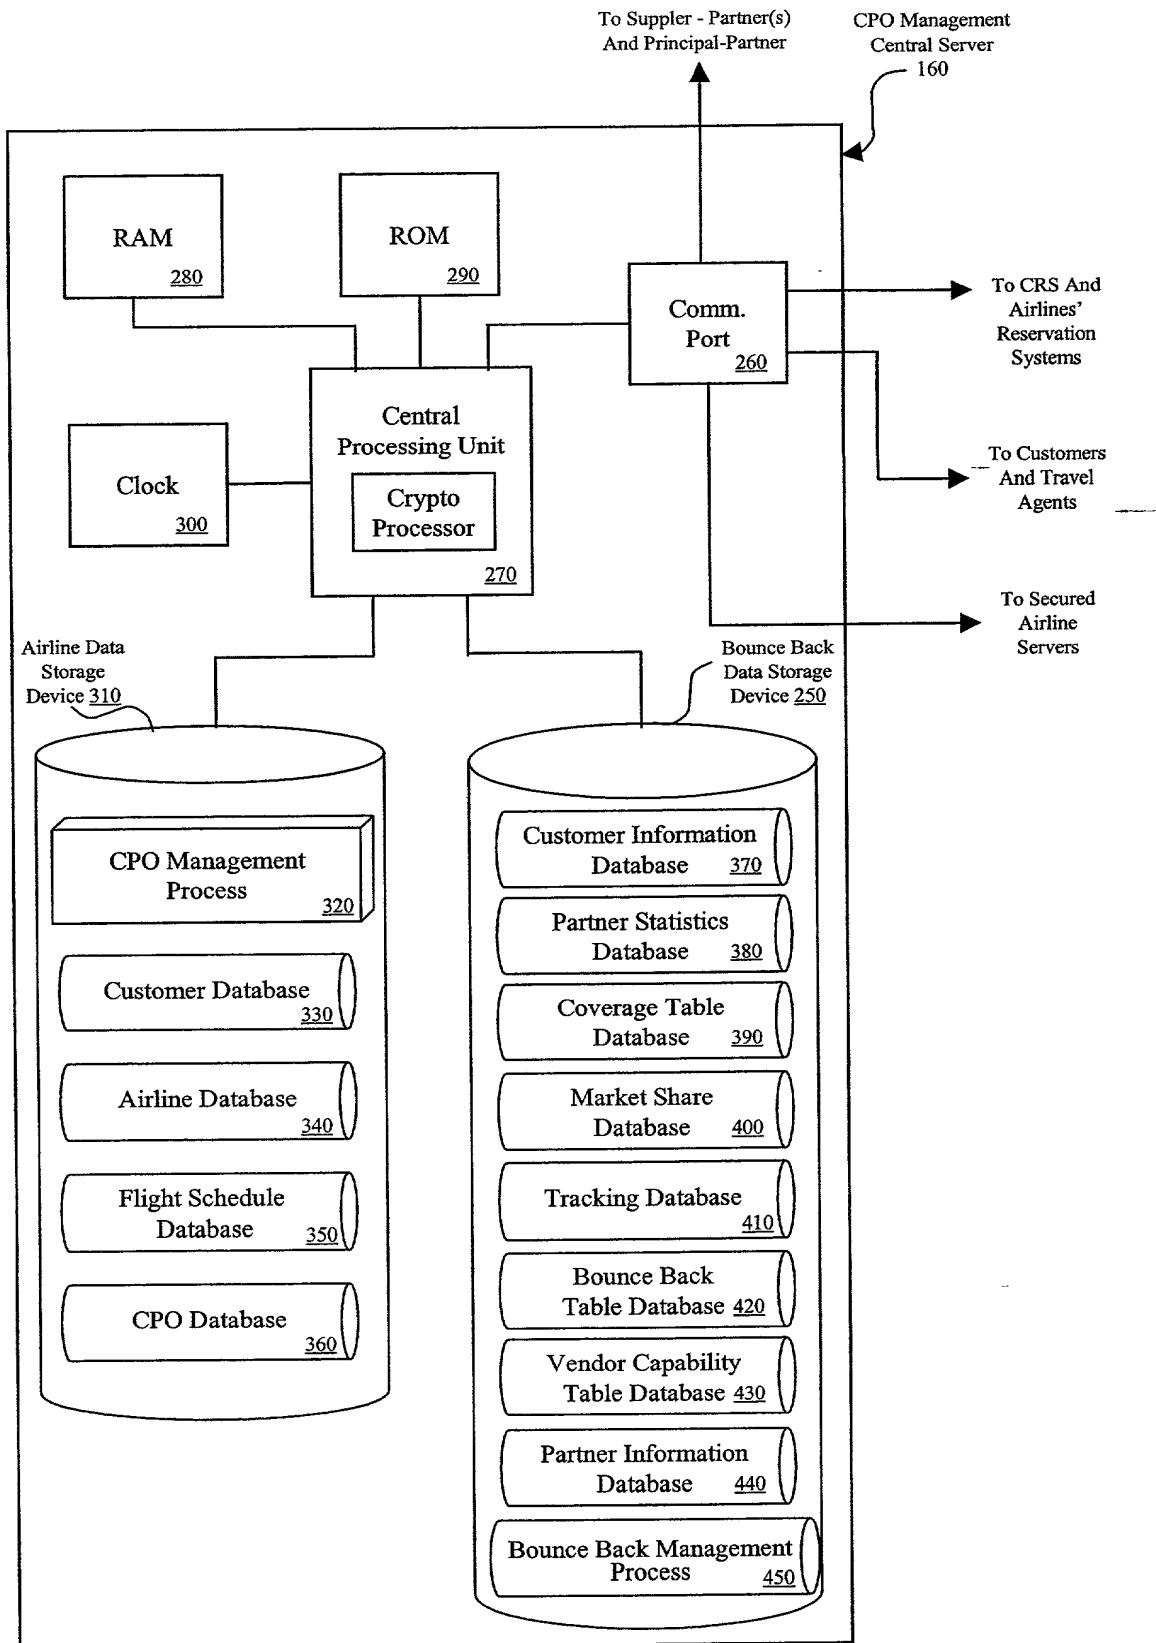 To Suppler - Partner(s)
And Principal-Partner
CPO Management
Central Server
160
RAM
280
ROM
290
Comm.
Port
260
To CRS And
Airlines'
Reservation
Systems
Central
Processing Unit
Crypto
Processor
270
Clock
300
To Customers
And Travel
Agents
To Secured
Airline
Servers
Airline Data
Storage
Device 310
Bounce Back
Data Storage
Device 250
CPO Management
Process
320
Customer Database
330
Airline Database
340
Flight Schedule
Database
350
CPO Database
360
Customer Information
Database 370
Partner Statistics
Database 380
Coverage Table
Database 390
Market Share
Database 400
Tracking Database
410
Bounce Back
Table Database 420
Vendor Capability
Table Database 430
Partner Information
Database 440
Bounce Back Management
Process 450